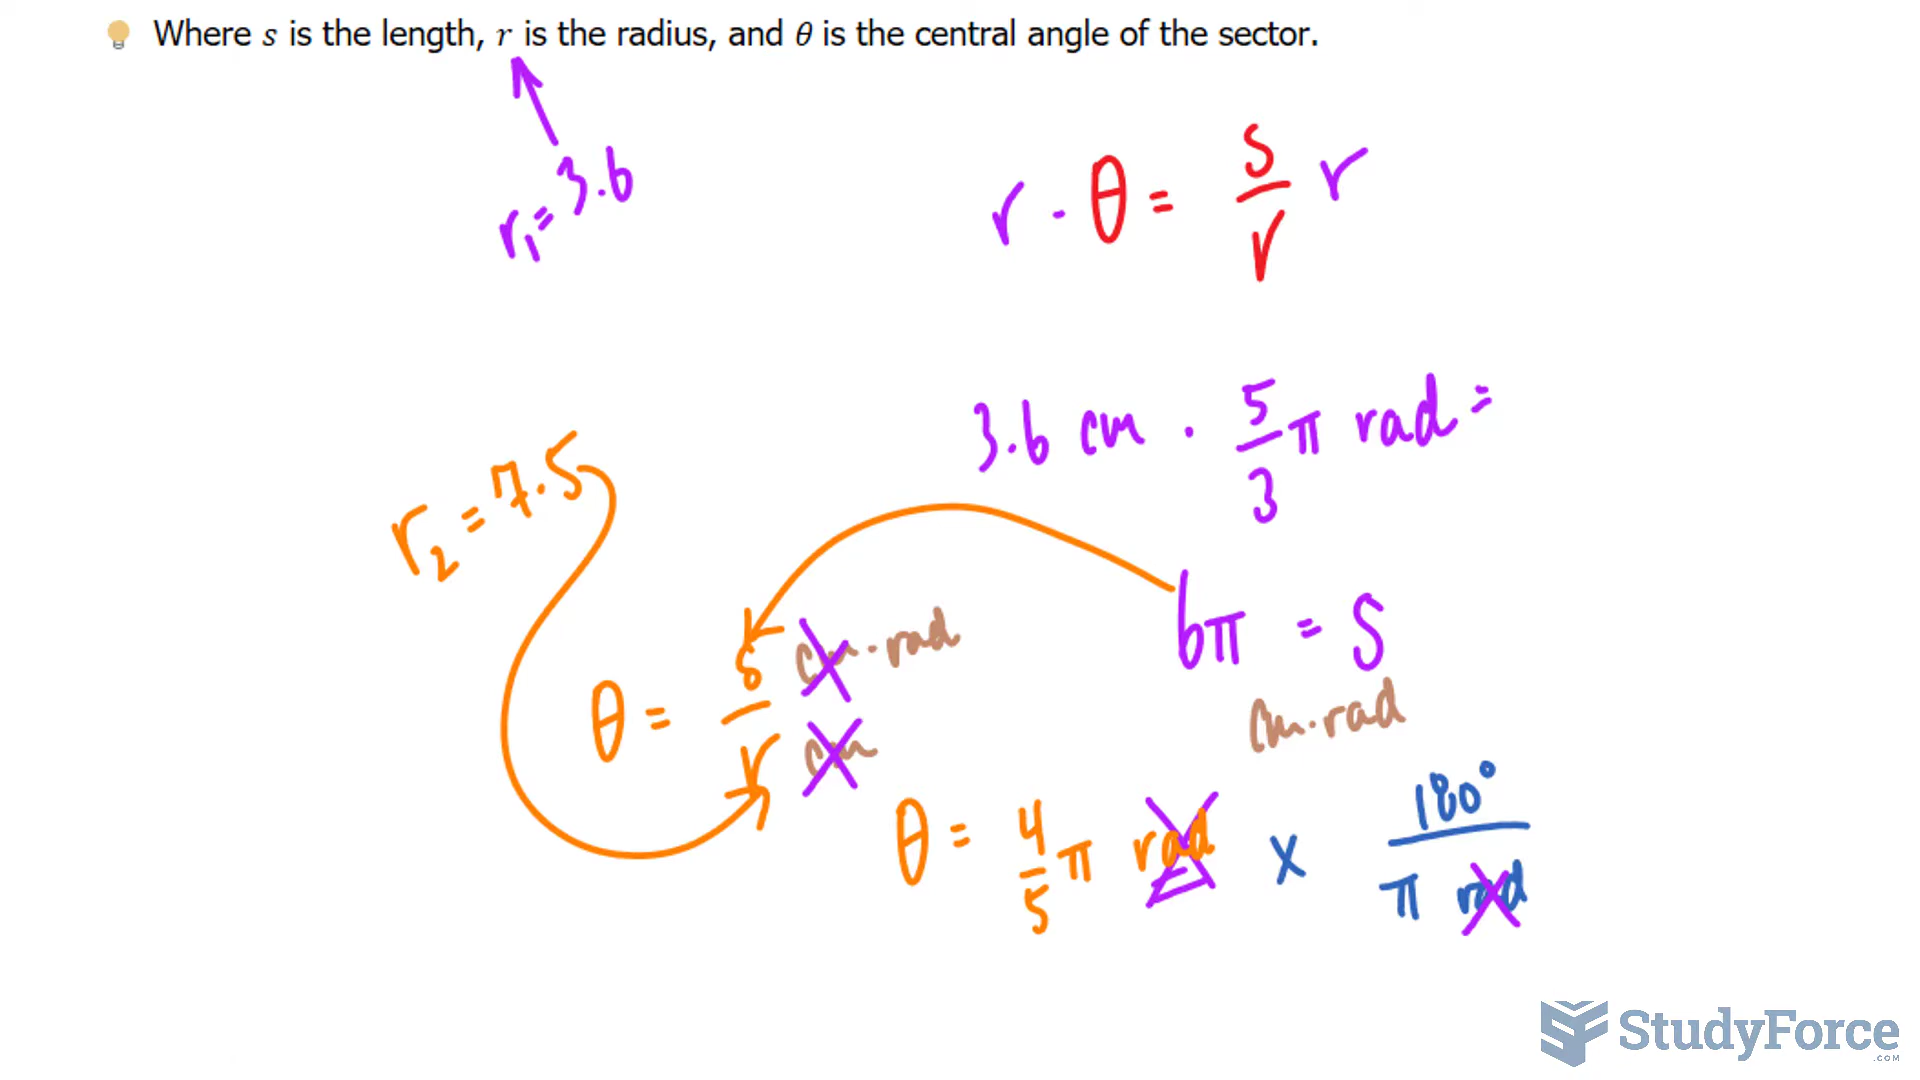 Where s is the length, r is the radius, and θ is the central angle of the sector.
r₁=3.6
r · θ = s/r r
3.6 cm · 5/3 π rad =
r₂=7.5
6π = s
cm·rad
θ = s/r cm·rad/cm
θ = 4/5 π rad x 180°/π rad
StudyForce
.COM